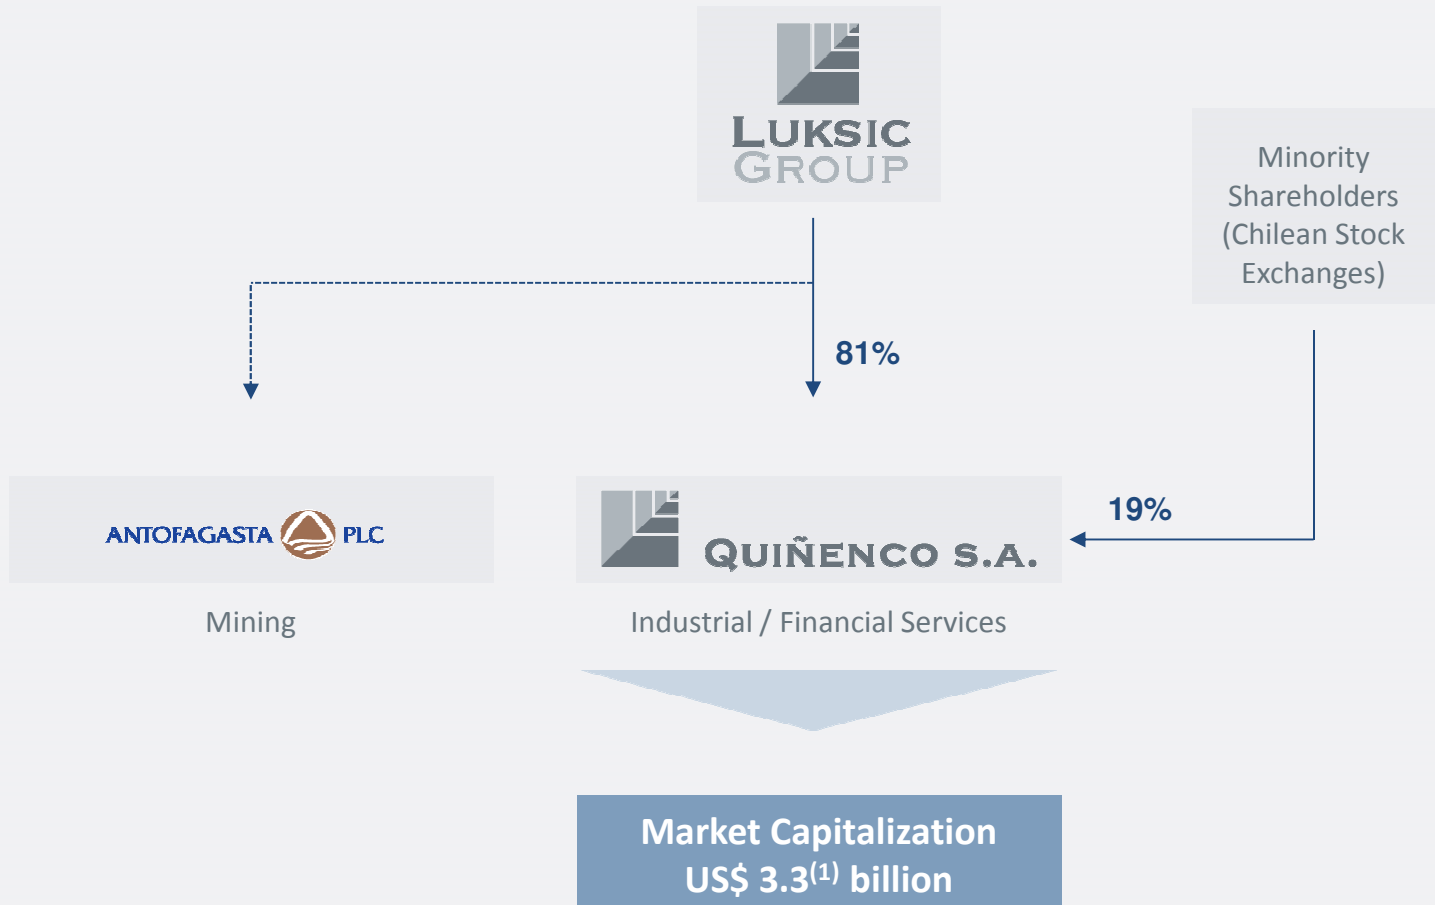 LUKSIC
GROUP
Minority
Shareholders
(Chilean Stock
Exchanges)
81%
19%
ANTOFAGASTA PLC
QUIÑENCO S.A.
Mining
Industrial / Financial Services
Market Capitalization
US$ 3.3(1) billion